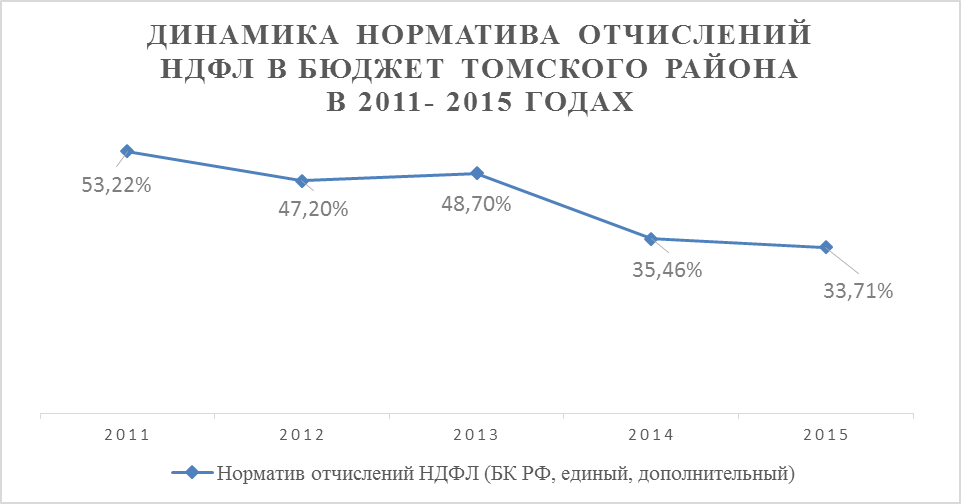 ДИНАМИКА НОРМАТИВА ОТЧИСЛЕНИЙ
НДФЛ В БЮДЖЕТ ТОМСКОГО РАЙОНА
В 2011- 2015 ГОДАХ
53,22%
47,20%
48,70%
35,46%
33,71%
2011 2012 2013 2014 2015
Норматив отчислений НДФЛ (БК РФ, единый, дополнительный)